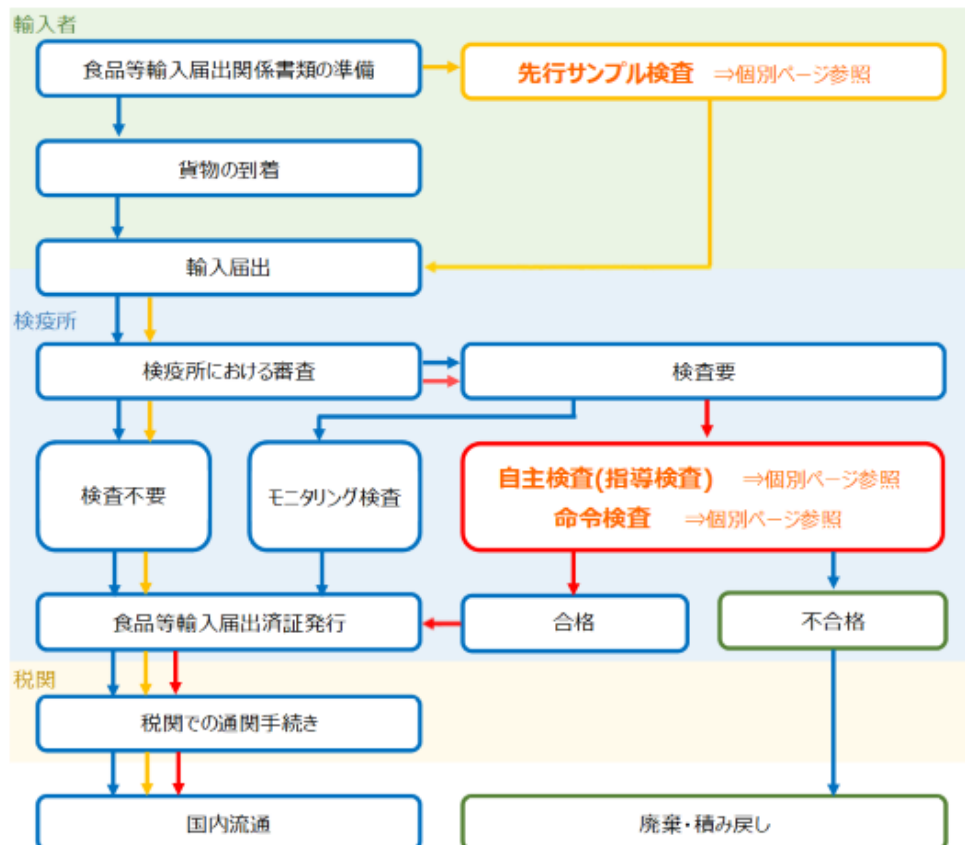 輸入者
食品等輸入届出関係書類の準備
先行サンプル検査 ⇒個別ページ参照
貨物の到着
輸入届出
検疫所
検疫所における審査
検査要
検査不要
モニタリング検査
自主検査(指導検査) ⇒個別ページ参照
命令検査 ⇒個別ページ参照
食品等輸入届出済証発行
合格
不合格
税関
税関での通関手続き
国内流通
廃棄・積み戻し